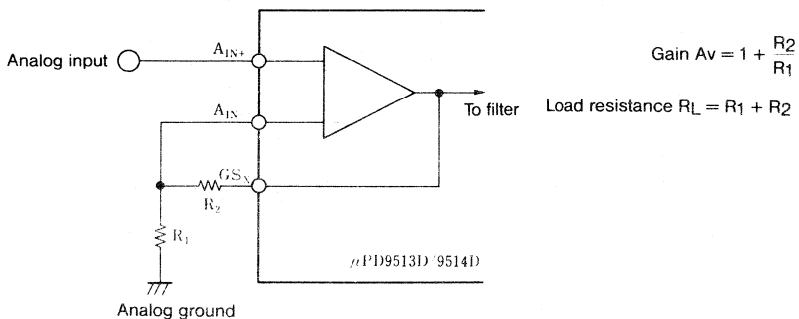 Analog input
AIN+
AIN
GSX
R2
R1
To filter
Analog ground
μPD9513D/9514D
Gain Av = 1 + R2/R1
Load resistance RL = R1 + R2